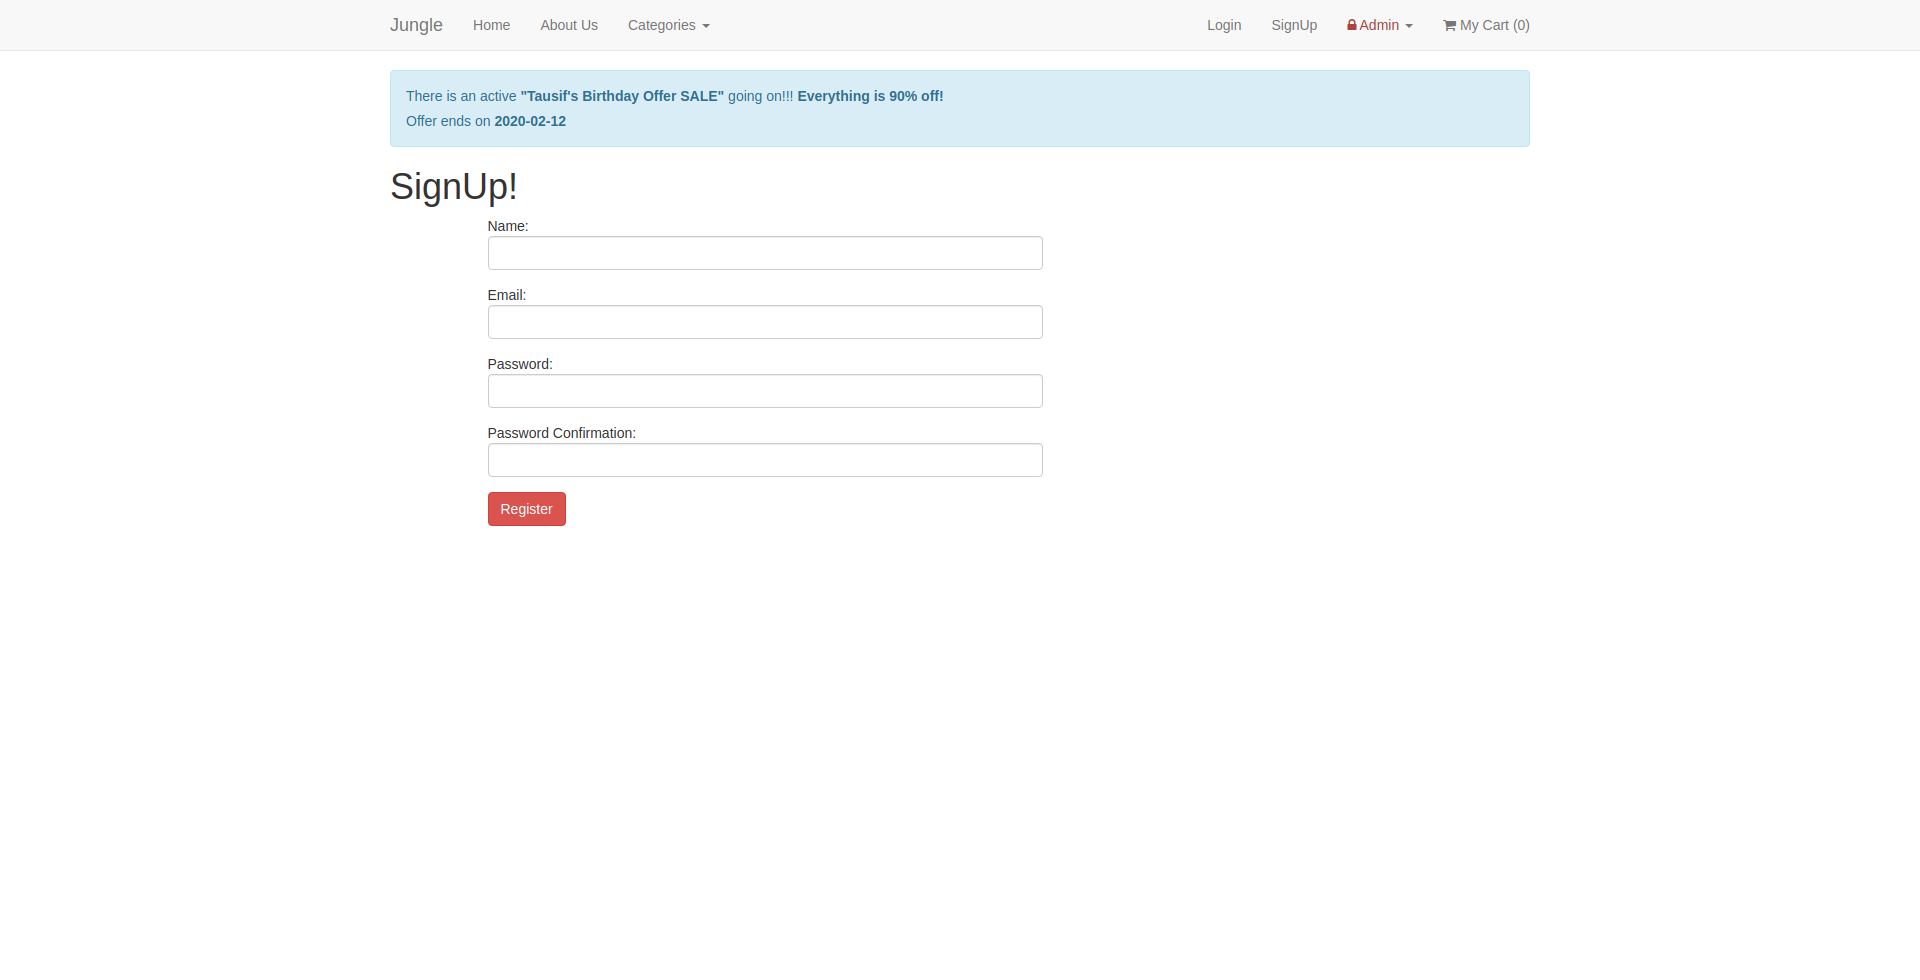 Jungle Home About Us Categories Login SignUp Admin My Cart (0)
There is an active "Tausif's Birthday Offer SALE" going on!!! Everything is 90% off!
Offer ends on 2020-02-12
SignUp!
Name:
Email:
Password:
Password Confirmation:
Register